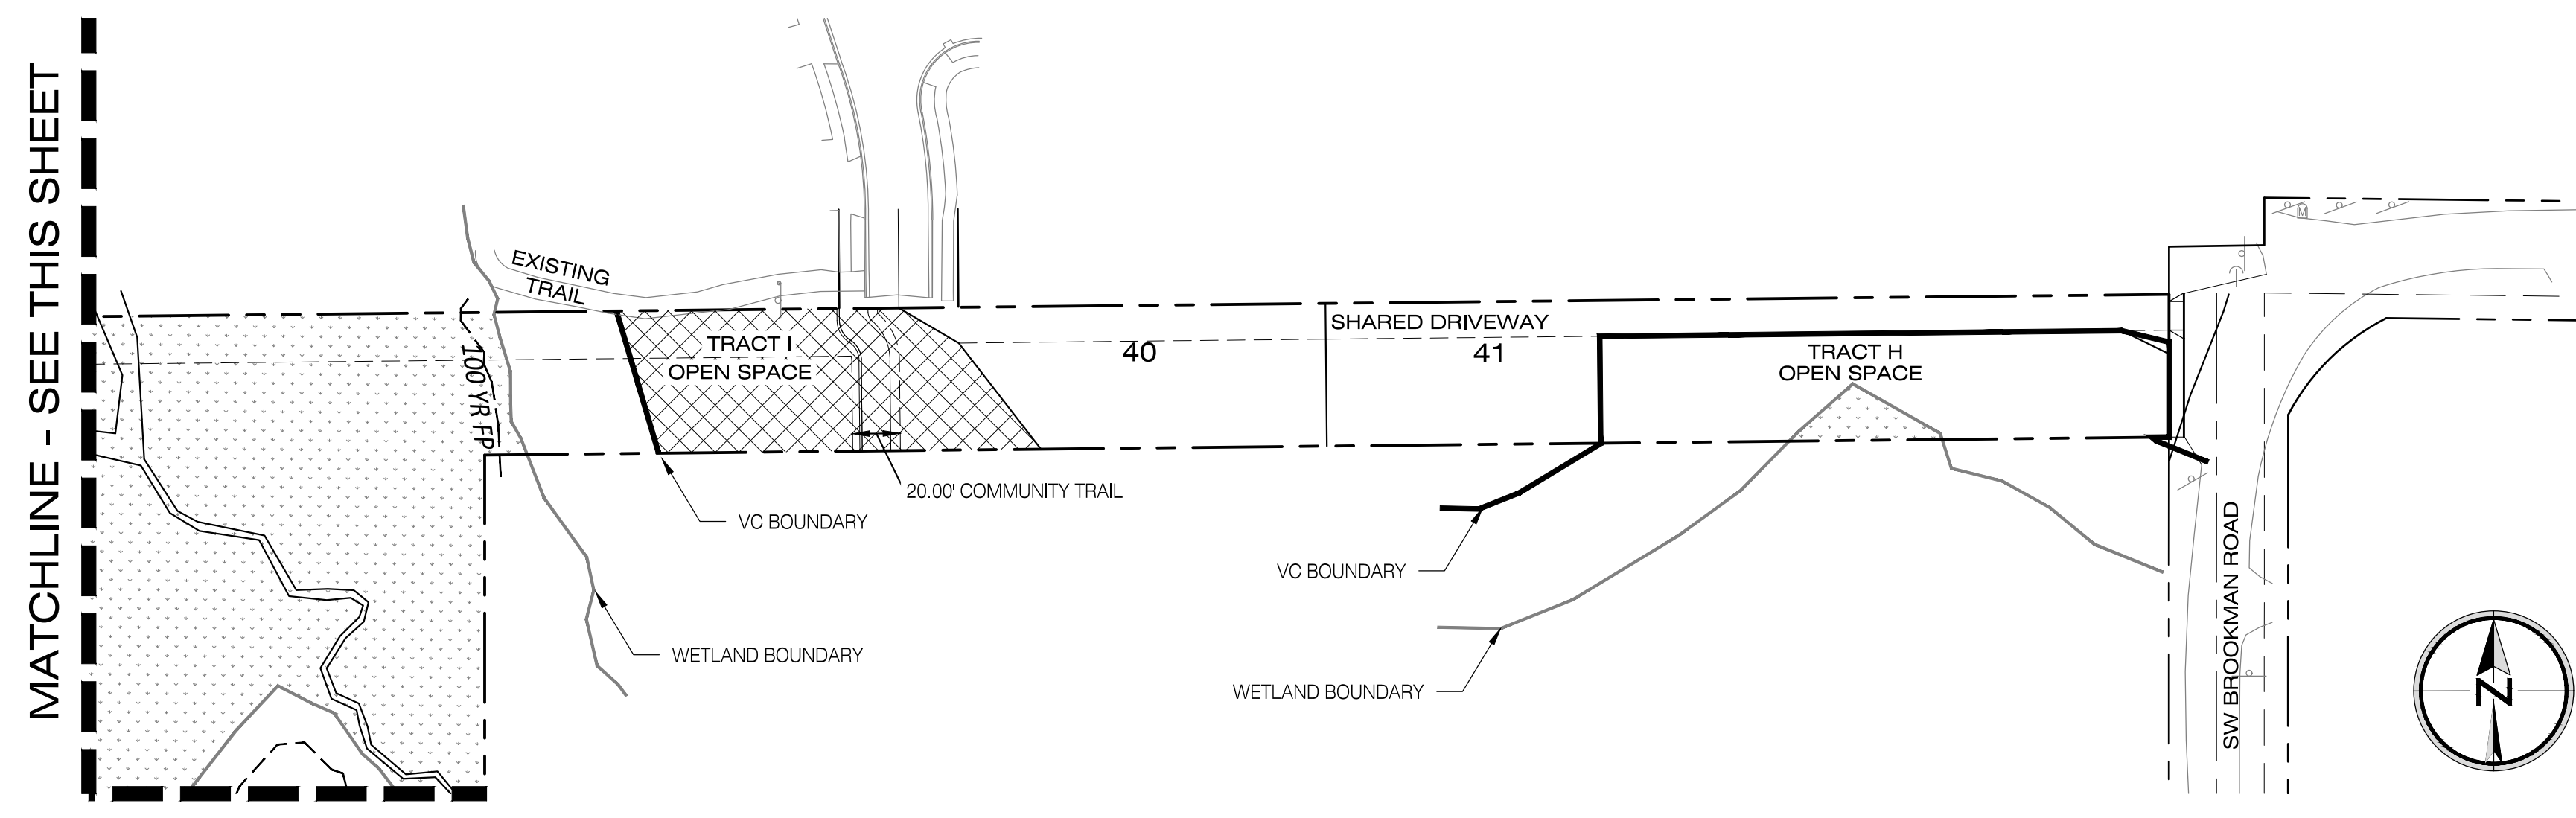 MATCHLINE - SEE THIS SHEET
EXISTING
TRAIL
100 YR FP
TRACT I
OPEN SPACE
20.00' COMMUNITY TRAIL
VC BOUNDARY
WETLAND BOUNDARY
40
SHARED DRIVEWAY
41
TRACT H
OPEN SPACE
VC BOUNDARY
WETLAND BOUNDARY
M
SW BROOKMAN ROAD
N